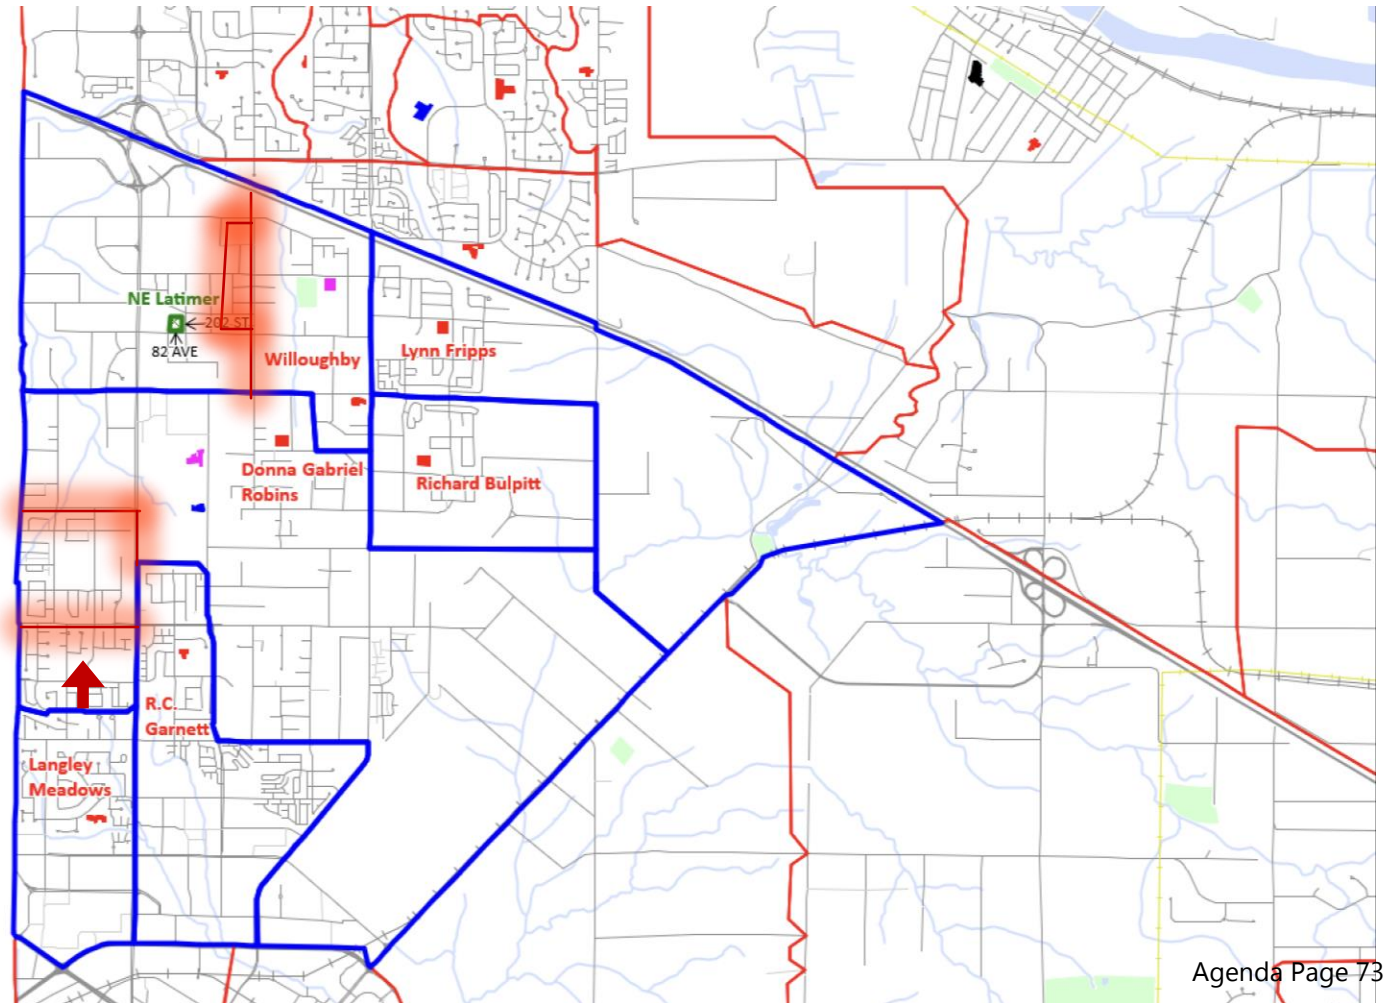 NE Latimer
202 ST
82 AVE
Willoughby
Lynn Fripps
Donna Gabriel
Robins
Richard Bulpitt
R.C.
Garnett
Langley
Meadows
Agenda Page 73